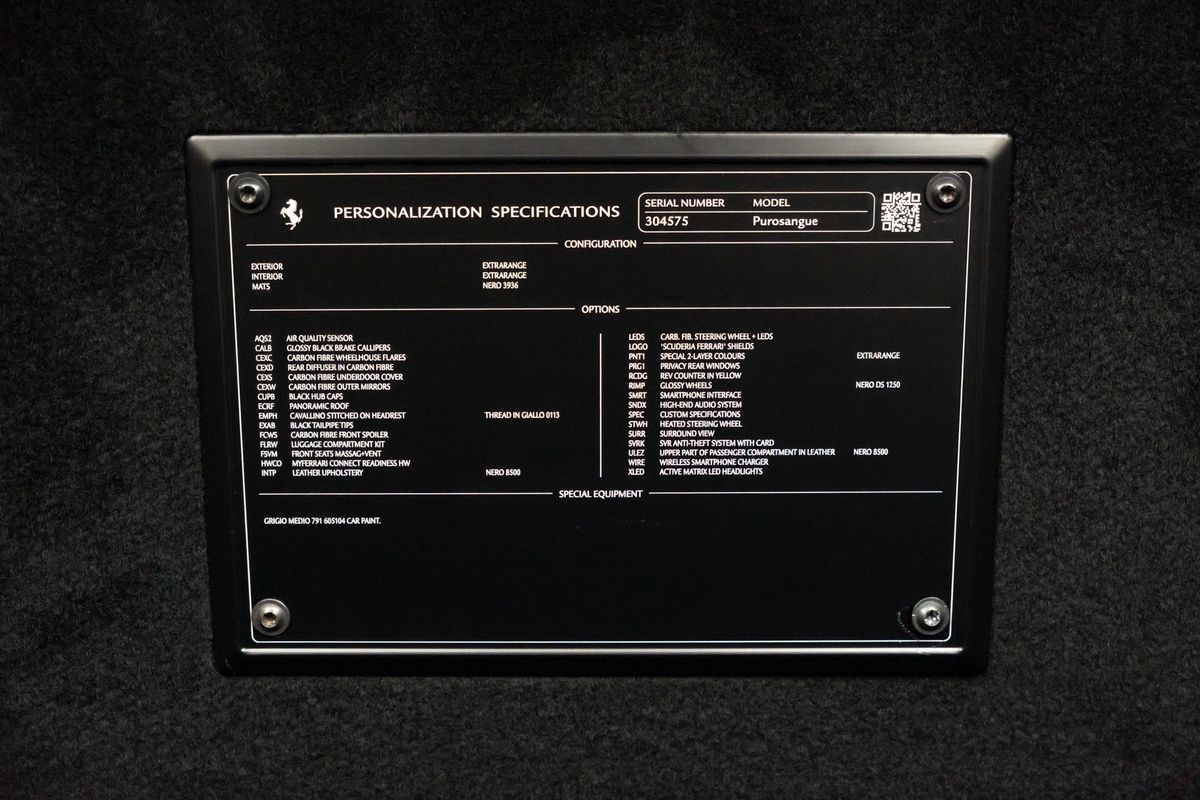 PERSONALIZATION SPECIFICATIONS
SERIAL NUMBER MODEL
304575 Purosangue
CONFIGURATION
EXTERIOR EXTRARANGE
INTERIOR EXTRARANGE
MATS NERO 3936
OPTIONS
AQS2 AIR QUALITY SENSOR
CALB GLOSSY BLACK BRAKE CALLIPERS
CEXC CARBON FIBRE WHEELHOUSE FLARES
CEXD REAR DIFFUSER IN CARBON FIBRE
CEXS CARBON FIBRE UNDERDOOR COVER
CEXW CARBON FIBRE OUTER MIRRORS
CUPB BLACK HUB CAPS
ECRF PANORAMIC ROOF
EMPH CAVALLINO STITCHED ON HEADREST THREAD IN GIALLO 0113
EXAB BLACK TAILPIPE TIPS
FCWS CARBON FIBRE FRONT SPOILER
FLRW LUGGAGE COMPARTMENT KIT
FSVM FRONT SEATS MASSAG+VENT
HWCO MYFERRARI CONNECT READINESS HW
INTP LEATHER UPHOLSTERY NERO 8500
LEDS CARB. FIB. STEERING WHEEL + LEDS
LOGO "SCUDERIA FERRARI" SHIELDS
PNT1 SPECIAL 2-LAYER COLOURS EXTRARANGE
PRG1 PRIVACY REAR WINDOWS
RCDG REV COUNTER IN YELLOW
RIMP GLOSSY WHEELS NERO DS 1250
SMRT SMARTPHONE INTERFACE
SNDX HIGH-END AUDIO SYSTEM
SPEC CUSTOM SPECIFICATIONS
STWH HEATED STEERING WHEEL
SURR SURROUND VIEW
SVRK SVR ANTI-THEFT SYSTEM WITH CARD
ULEZ UPPER PART OF PASSENGER COMPARTMENT IN LEATHER NERO 8500
WIRE WIRELESS SMARTPHONE CHARGER
XLED ACTIVE MATRIX LED HEADLIGHTS
SPECIAL EQUIPMENT
GRIGIO MEDIO 791 605104 CAR PAINT.